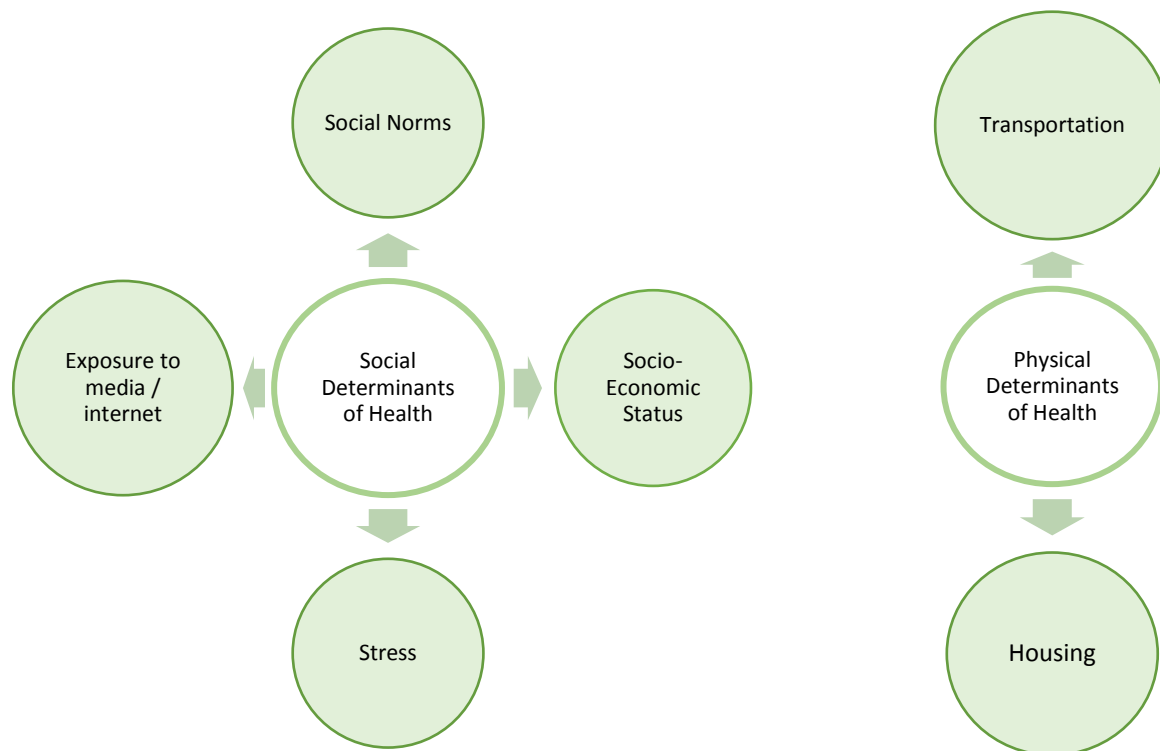 Social Norms
Transportation
Exposure to
media /
internet
Social
Determinants
of Health
Socio-
Economic
Status
Physical
Determinants
of Health
Stress
Housing